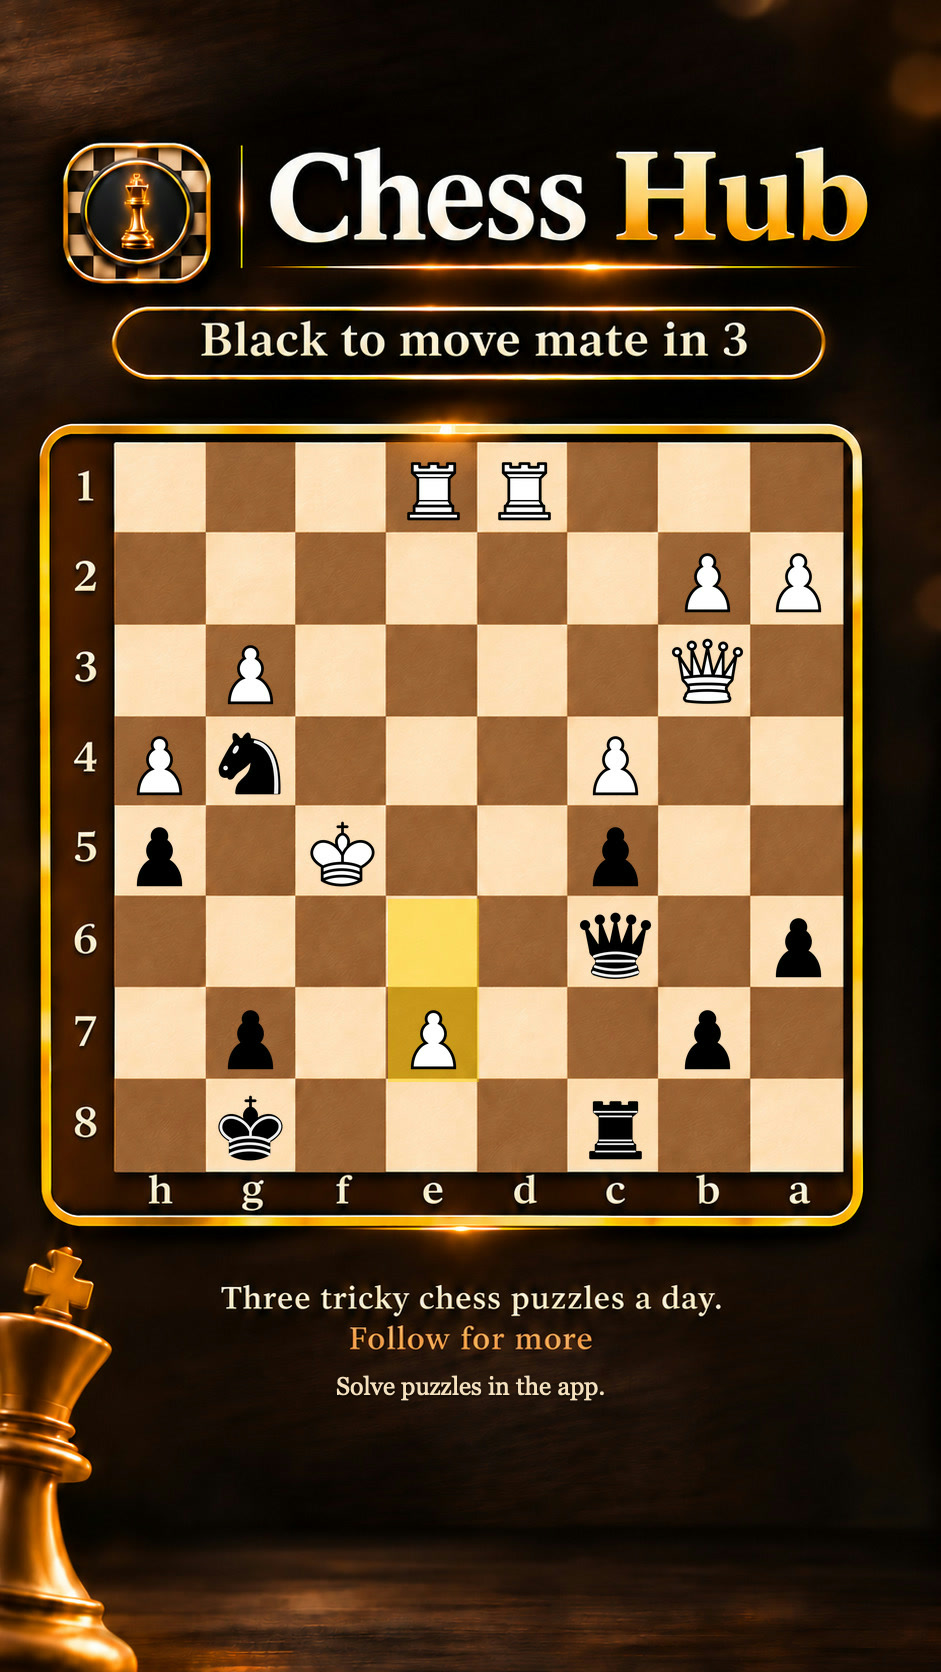 Chess Hub
Black to move mate in 3
1
2
3
4
5
6
7
8
h g f e d c b a
Three tricky chess puzzles a day.
Follow for more
Solve puzzles in the app.